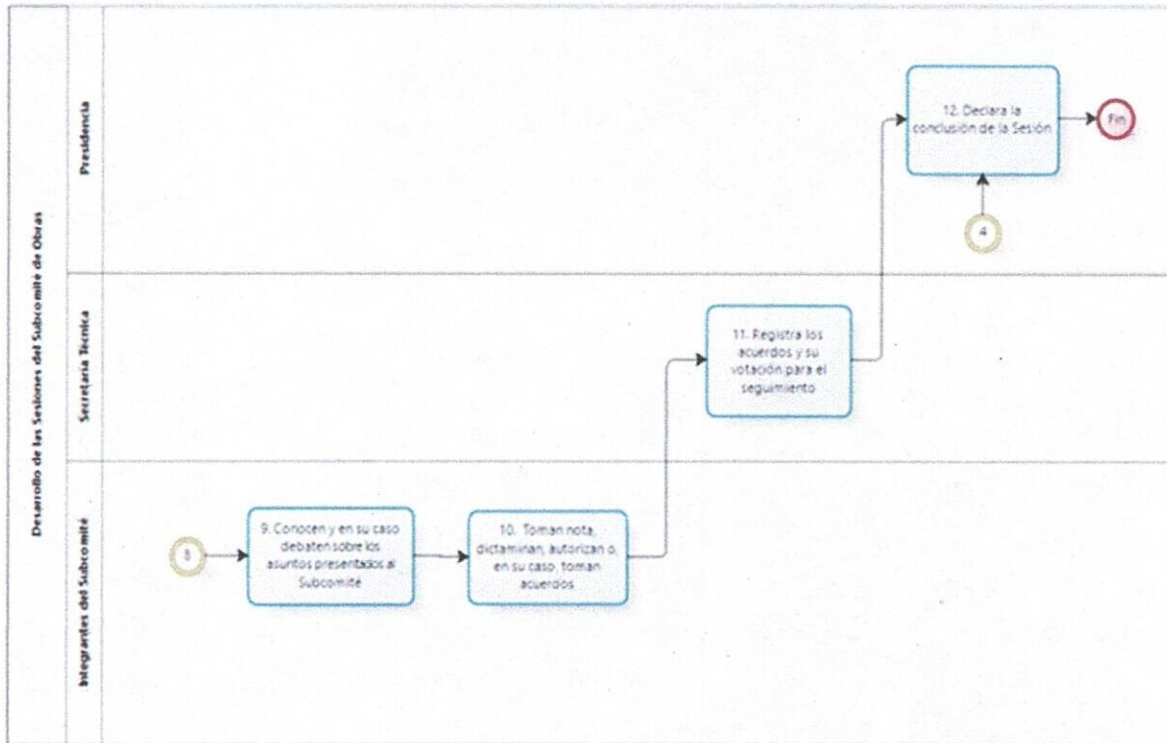 Desarrollo de las Sesiones del Subcomité de Obras
Presidencia
12. Declara la
conclusión de la Sesión
Fin
4
Secretaría Técnica
11. Registra los
acuerdos y su
votación para el
seguimiento
Integrantes del Subcomité
8
9. Conocen y en su caso
debaten sobre los
asuntos presentados al
Subcomité
10. Toman nota,
dictaminan, autorizan o,
en su caso, toman
acuerdos